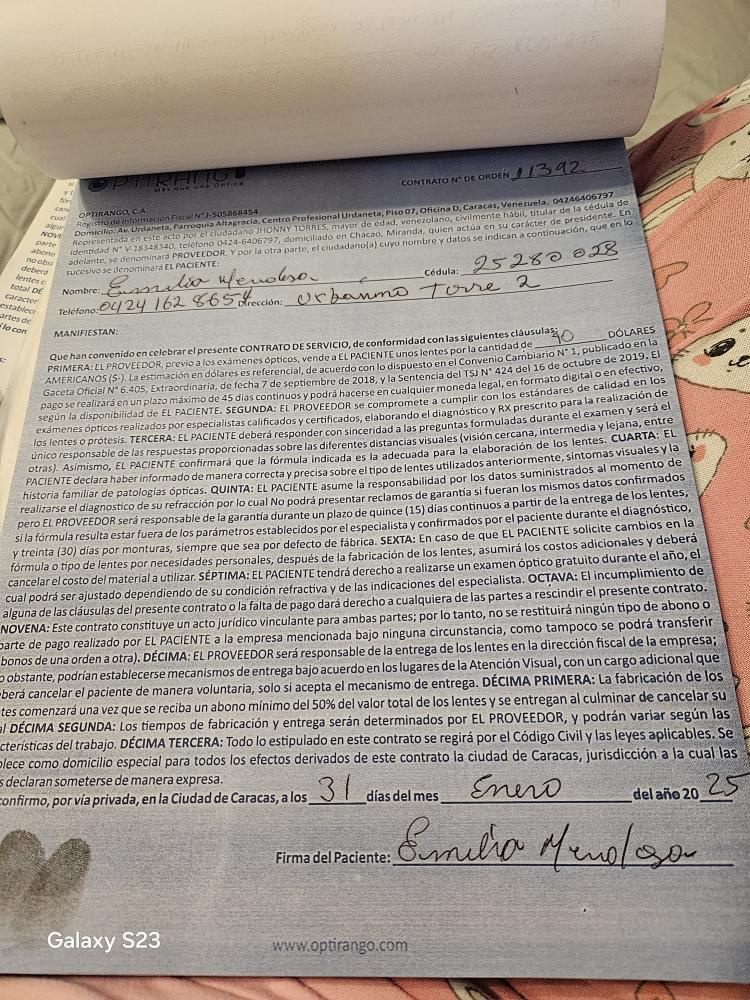 OPTIRANGO
Más que una Óptica
CONTRATO N° DE ORDEN 11392
OPTIRANGO, C.A.
Registro de Información Fiscal N° J-505868454
Domicilio: Av. Urdaneta, Parroquia Altagracia, Centro Profesional Urdaneta, Piso 07, Oficina D, Caracas, Venezuela. 04246406797
Representada en este acto por el ciudadano JHONNY TORRES, mayor de edad, venezolano, civilmente hábil, titular de la cédula de
Identidad N° V-18348340, teléfono 0424-6406797, domiciliado en Chacao, Miranda, quien actúa en su carácter de presidente. En
adelante, se denominará PROVEEDOR. Y por la otra parte, el ciudadano(a) cuyo nombre y datos se indican a continuación, que en lo
sucesivo se denominará EL PACIENTE:
Nombre: Emilia Mendosa Cédula: 25280028
Teléfono: 0424 162 8654 Dirección: Urbanmo Torre 2
MANIFIESTAN:
Que han convenido en celebrar el presente CONTRATO DE SERVICIO, de conformidad con las siguientes cláusulas:
PRIMERA: EL PROVEEDOR, previo a los exámenes ópticos, vende a EL PACIENTE unos lentes por la cantidad de 90 DÓLARES
AMERICANOS (S-). La estimación en dólares es referencial, de acuerdo con lo dispuesto en el Convenio Cambiario N° 1, publicado en la
Gaceta Oficial N° 6.405, Extraordinaria, de fecha 7 de septiembre de 2018, y la Sentencia del TSJ N° 424 del 16 de octubre de 2019. El
pago se realizará en un plazo máximo de 45 días continuos y podrá hacerse en cualquier moneda legal, en formato digital o en efectivo,
según la disponibilidad de EL PACIENTE. SEGUNDA: EL PROVEEDOR se compromete a cumplir con los estándares de calidad en los
exámenes ópticos realizados por especialistas calificados y certificados, elaborando el diagnóstico y RX prescrito para la realización de
los lentes o prótesis. TERCERA: EL PACIENTE deberá responder con sinceridad a las preguntas formuladas durante el examen y será el
único responsable de las respuestas proporcionadas sobre las diferentes distancias visuales (visión cercana, intermedia y lejana, entre
otras). Asimismo, EL PACIENTE confirmará que la fórmula indicada es la adecuada para la elaboración de los lentes. CUARTA: EL
PACIENTE declara haber informado de manera correcta y precisa sobre el tipo de lentes utilizados anteriormente, síntomas visuales y la
historia familiar de patologías ópticas. QUINTA: EL PACIENTE asume la responsabilidad por los datos suministrados al momento de
realizarse el diagnostico de su refracción por lo cual No podrá presentar reclamos de garantía si fueran los mismos datos confirmados
pero EL PROVEEDOR será responsable de la garantía durante un plazo de quince (15) días continuos a partir de la entrega de los lentes,
si la fórmula resulta estar fuera de los parámetros establecidos por el especialista y confirmados por el paciente durante el diagnóstico,
y treinta (30) días por monturas, siempre que sea por defecto de fábrica. SEXTA: En caso de que EL PACIENTE solicite cambios en la
fórmula o tipo de lentes por necesidades personales, después de la fabricación de los lentes, asumirá los costos adicionales y deberá
cancelar el costo del material a utilizar. SÉPTIMA: EL PACIENTE tendrá derecho a realizarse un examen óptico gratuito durante el año, el
cual podrá ser ajustado dependiendo de su condición refractiva y de las indicaciones del especialista. OCTAVA: El incumplimiento de
alguna de las cláusulas del presente contrato o la falta de pago dará derecho a cualquiera de las partes a rescindir el presente contrato.
NOVENA: Este contrato constituye un acto jurídico vinculante para ambas partes; por lo tanto, no se restituirá ningún tipo de abono o
parte de pago realizado por EL PACIENTE a la empresa mencionada bajo ninguna circunstancia, como tampoco se podrá transferir
bonos de una orden a otra). DÉCIMA: EL PROVEEDOR será responsable de la entrega de los lentes en la dirección fiscal de la empresa;
o obstante, podrían establecerse mecanismos de entrega bajo acuerdo en los lugares de la Atención Visual, con un cargo adicional que
berá cancelar el paciente de manera voluntaria, solo si acepta el mecanismo de entrega. DÉCIMA PRIMERA: La fabricación de los
tes comenzará una vez que se reciba un abono mínimo del 50% del valor total de los lentes y se entregan al culminar de cancelar su
al DÉCIMA SEGUNDA: Los tiempos de fabricación y entrega serán determinados por EL PROVEEDOR, y podrán variar según las
cterísticas del trabajo. DÉCIMA TERCERA: Todo lo estipulado en este contrato se regirá por el Código Civil y las leyes aplicables. Se
lece como domicilio especial para todos los efectos derivados de este contrato la ciudad de Caracas, jurisdicción a la cual las
s declaran someterse de manera expresa.
confirmo, por vía privada, en la Ciudad de Caracas, a los 31 días del mes Enero del año 2025
Firma del Paciente: Emilia Mendosa
Galaxy S23
www.optirango.com